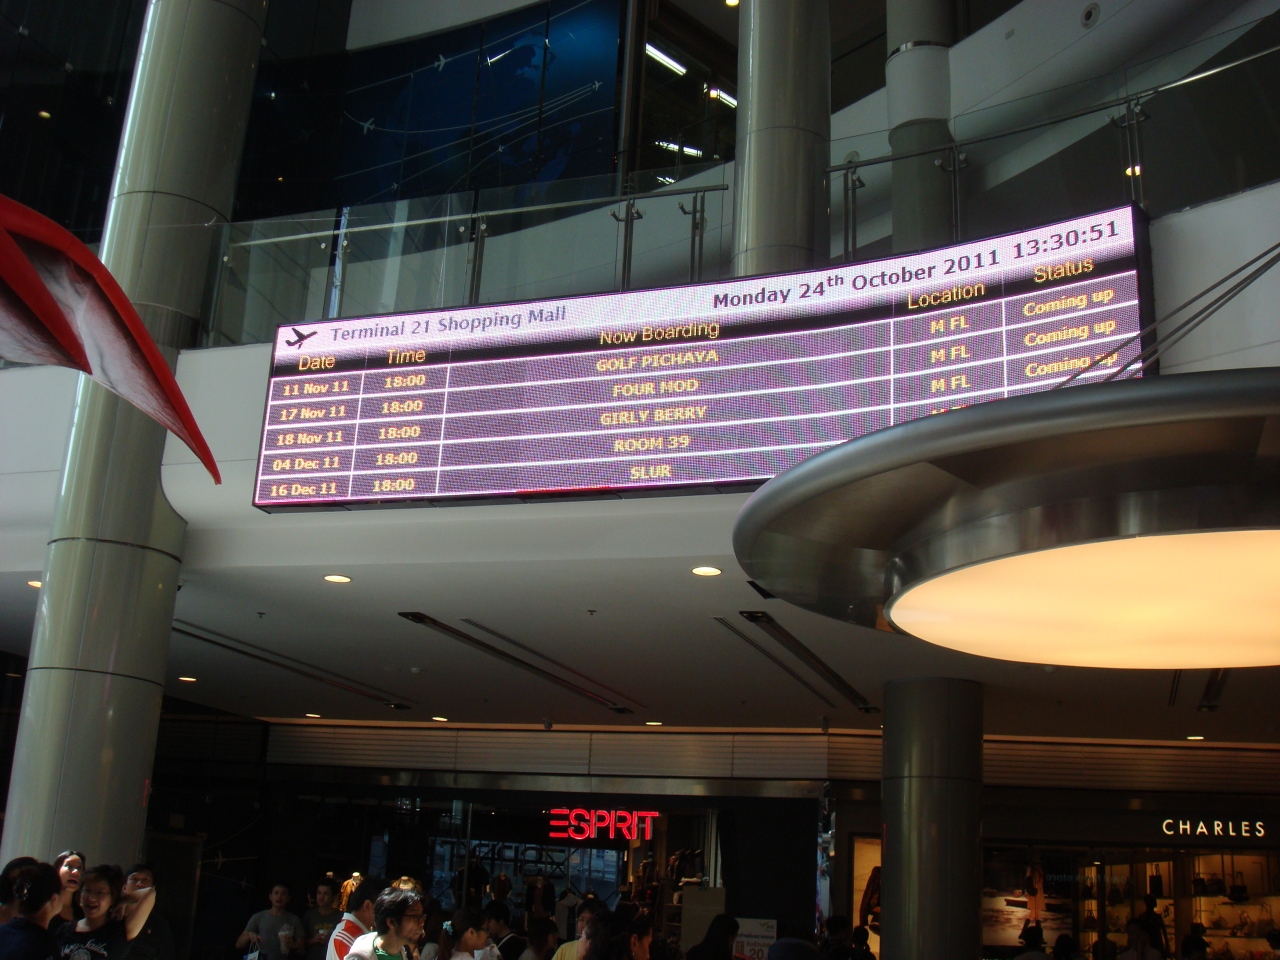 Terminal 21 Shopping Mall Monday 24th October 2011 13:30:51
Date Time Now Boarding Location Status
11 Nov 11 18:00 GOLF PICHAYA M FL Coming up
17 Nov 11 18:00 FOUR MOD M FL Coming up
18 Nov 11 18:00 GIRLY BERRY M FL Coming up
04 Dec 11 18:00 ROOM 39
16 Dec 11 18:00 SLUR
ESPRIT
CHARLES
20